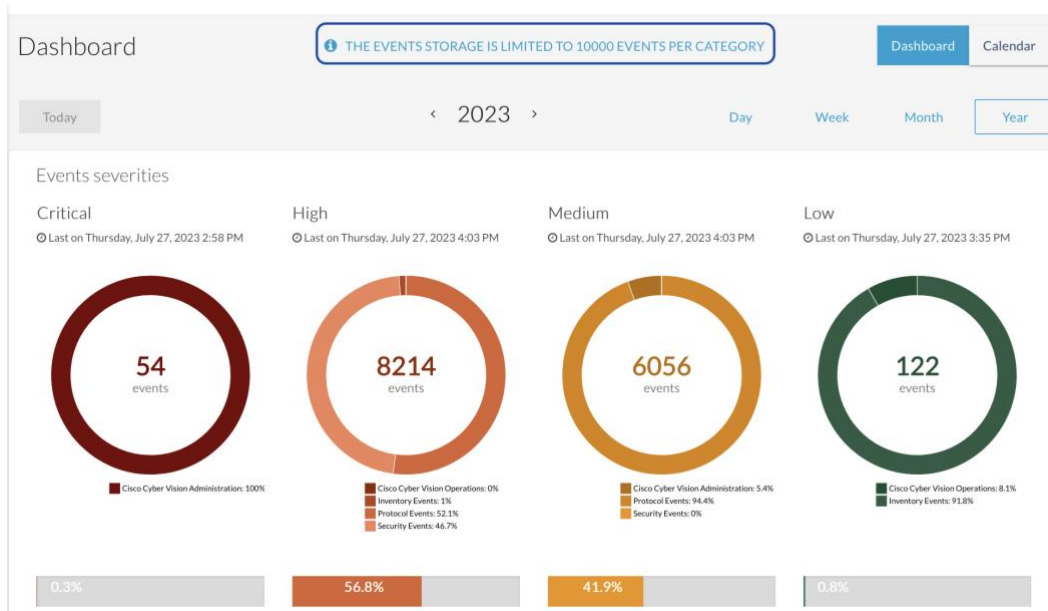 Dashboard
THE EVENTS STORAGE IS LIMITED TO 10000 EVENTS PER CATEGORY
Dashboard
Calendar
Today
‹ 2023 ›
Day
Week
Month
Year
Events severities
Critical
Last on Thursday, July 27, 2023 2:58 PM
54
events
Cisco Cyber Vision Administration: 100%
0.3%
High
Last on Thursday, July 27, 2023 4:03 PM
8214
events
Cisco Cyber Vision Operations: 0%
Inventory Events: 1%
Protocol Events: 52.1%
Security Events: 46.7%
56.8%
Medium
Last on Thursday, July 27, 2023 4:03 PM
6056
events
Cisco Cyber Vision Administration: 5.4%
Protocol Events: 94.4%
Security Events: 0%
41.9%
Low
Last on Thursday, July 27, 2023 3:35 PM
122
events
Cisco Cyber Vision Operations: 8.1%
Inventory Events: 91.8%
0.8%